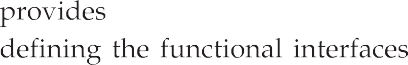 provides
defining the functional interfaces